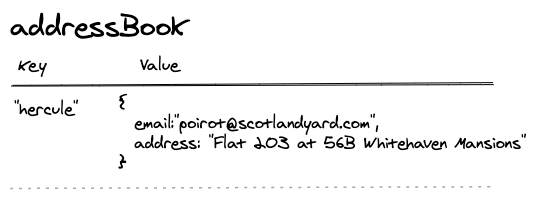 addressBook
Key Value
"hercule" {
email:"poirot@scotlandyard.com",
address: "Flat 203 at 56B Whitehaven Mansions"
}